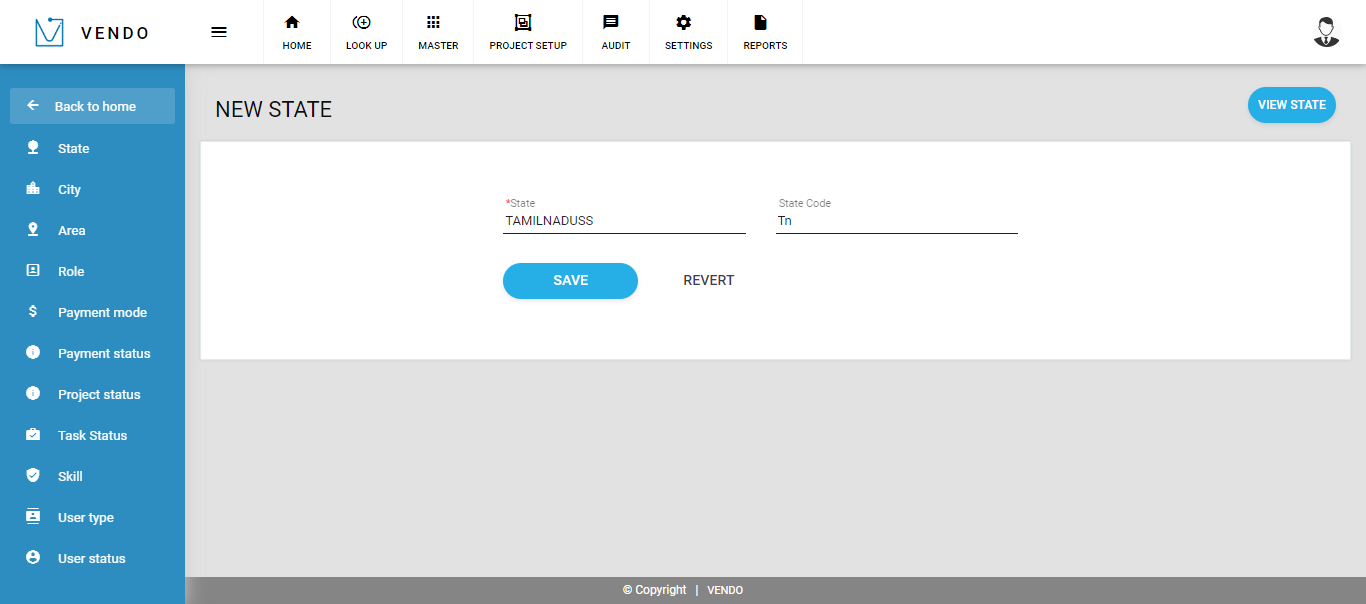 VENDO
HOME
LOOK UP
MASTER
PROJECT SETUP
AUDIT
SETTINGS
REPORTS
Back to home
State
City
Area
Role
Payment mode
Payment status
Project status
Task Status
Skill
User type
User status
NEW STATE
VIEW STATE
*State
TAMILNADUSS
State Code
Tn
SAVE
REVERT
© Copyright | VENDO